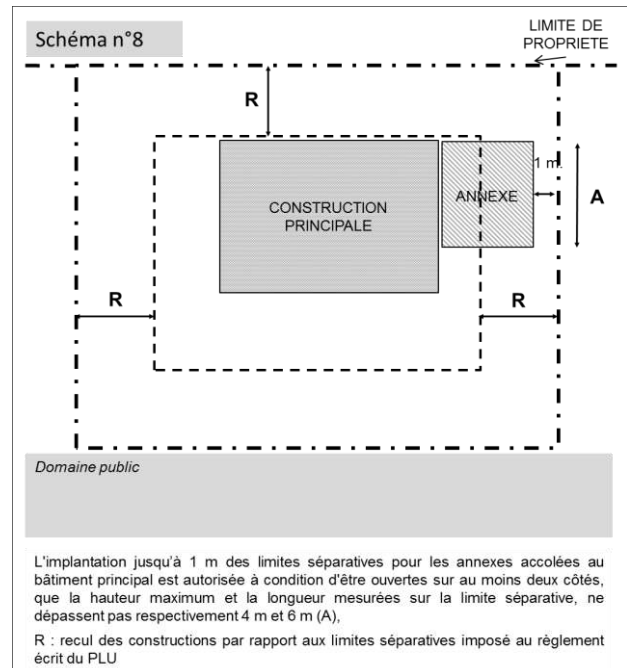 Schéma n°8
LIMITE DE
PROPRIETE
R
1 m.
ANNEXE
A
CONSTRUCTION
PRINCIPALE
R
R
Domaine public
L'implantation jusqu'à 1 m des limites séparatives pour les annexes accolées au
bâtiment principal est autorisée à condition d'être ouvertes sur au moins deux côtés,
que la hauteur maximum et la longueur mesurées sur la limite séparative, ne
dépassent pas respectivement 4 m et 6 m (A),
R : recul des constructions par rapport aux limites séparatives imposé au règlement
écrit du PLU